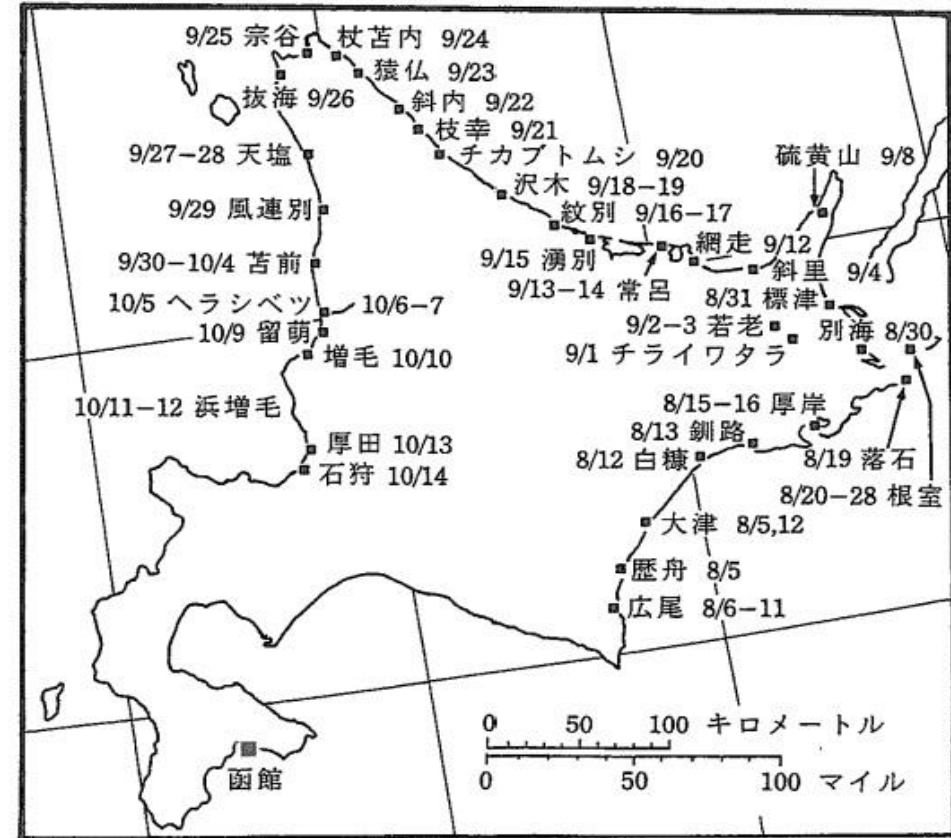 9/25 宗谷
杖苫内 9/24
猿仏 9/23
抜海 9/26
斜内 9/22
枝幸 9/21
9/27-28 天塩
チカブトムシ 9/20
硫黄山 9/8
沢木 9/18-19
9/29 風連別
紋別 9/16-17
9/15 湧別
網走 9/12
9/30-10/4 苫前
斜里 9/4
9/13-14 常呂
10/5 ヘラシベツ
10/6-7
8/31 標津
10/9 留萌
9/2-3 若老
別海 8/30
増毛 10/10
9/1 チライワタラ
10/11-12 浜増毛
8/15-16 厚岸
厚田 10/13
8/13 釧路
石狩 10/14
8/12 白糠
8/19 落石
8/20-28 根室
大津 8/5,12
歴舟 8/5
広尾 8/6-11
0 50 100 キロメートル
函館
0 50 100 マイル